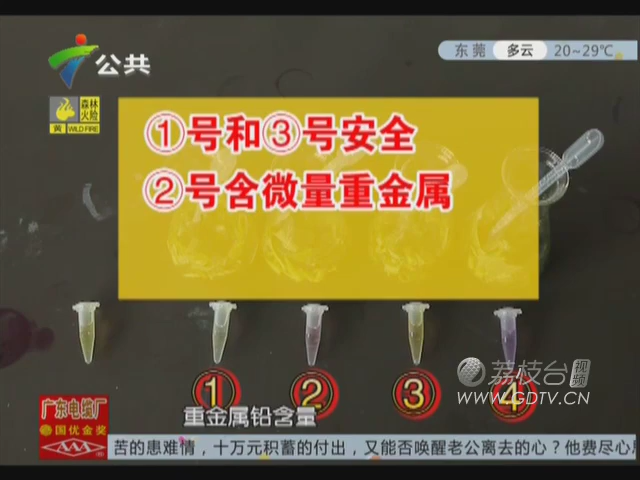 公共
东莞 多云 20~29℃
森林
火险
黄 WILD FIRE
①号和③号安全
②号含微量重金属
荔枝台 视频
WWW.GDTV.CN
① ② ③ ④
重金属铅含量
广东电缆厂
国优金奖
AAA
苦的患难情，十万元积蓄的付出，又能否唤醒老公离去的心？他费尽心